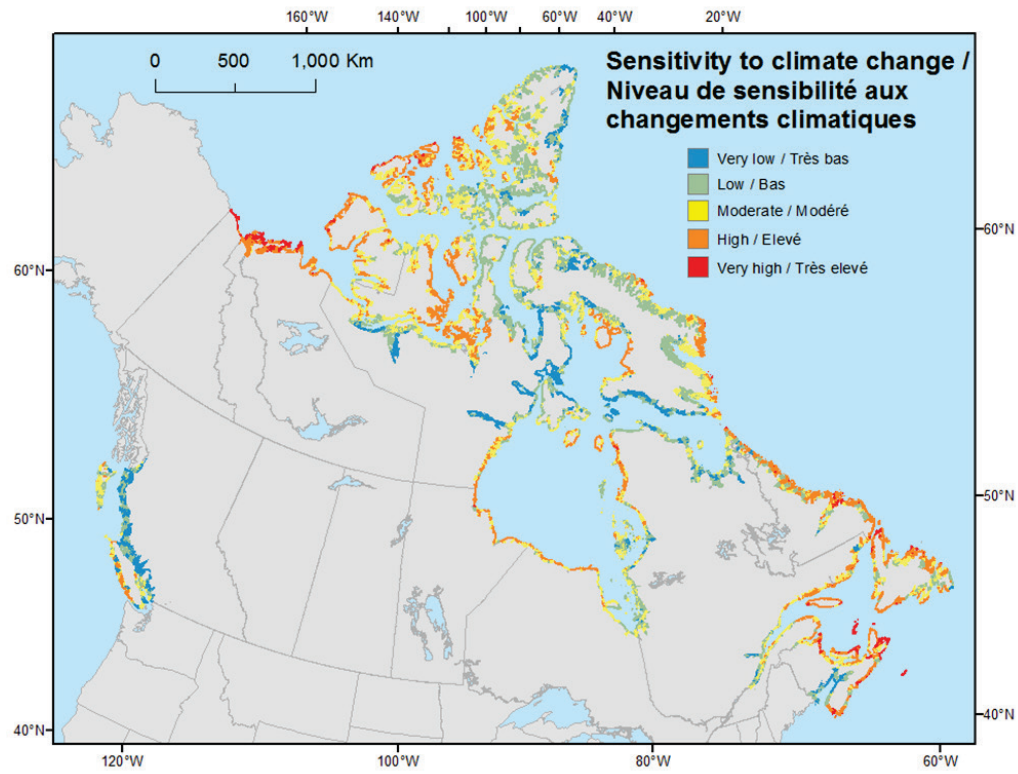 160°W 140°W 100°W 60°W 40°W 20°W
0 500 1,000 Km
Sensitivity to climate change /
Niveau de sensibilité aux
changements climatiques
Very low / Très bas
Low / Bas
Moderate / Modéré
High / Elevé
Very high / Très elevé
60°N 60°N
50°N 50°N
40°N 40°N
120°W 100°W 80°W 60°W